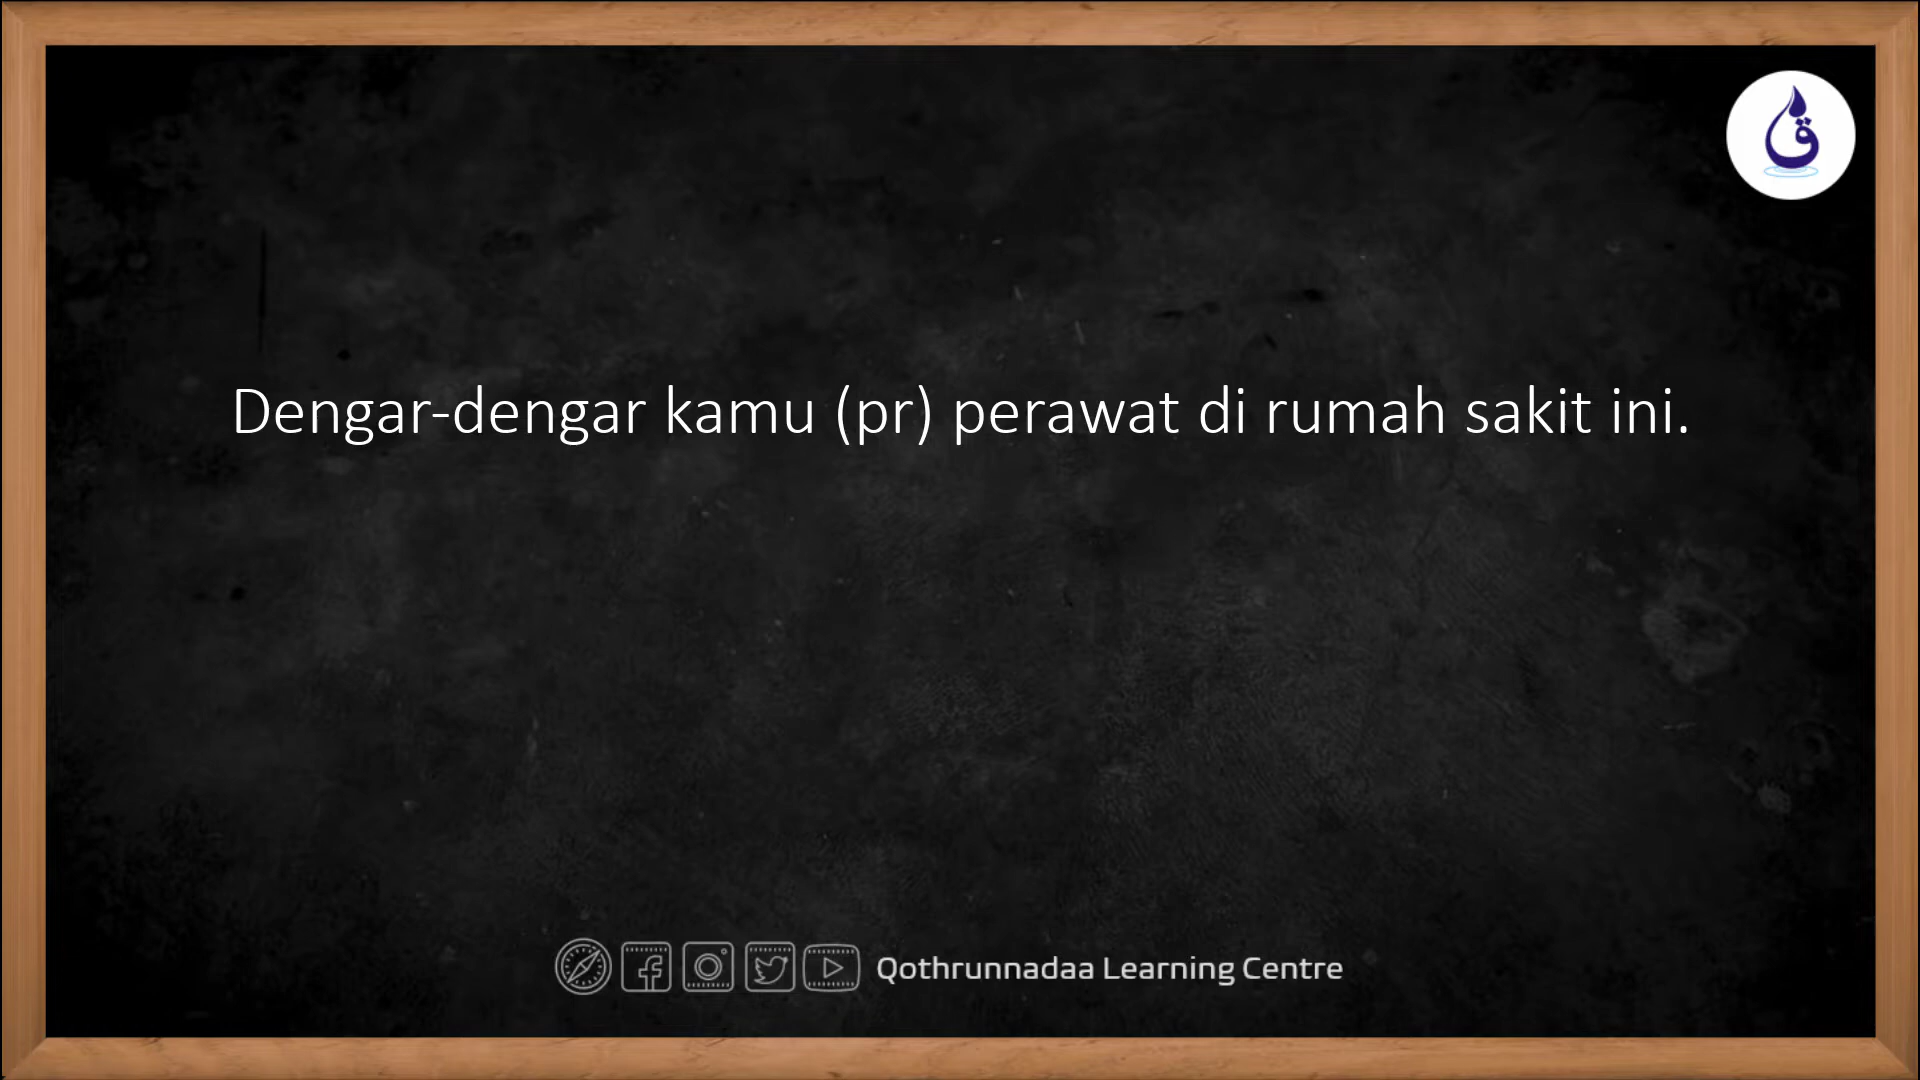 Dengar-dengar kamu (pr) perawat di rumah sakit ini.
Qothrunnadaa Learning Centre